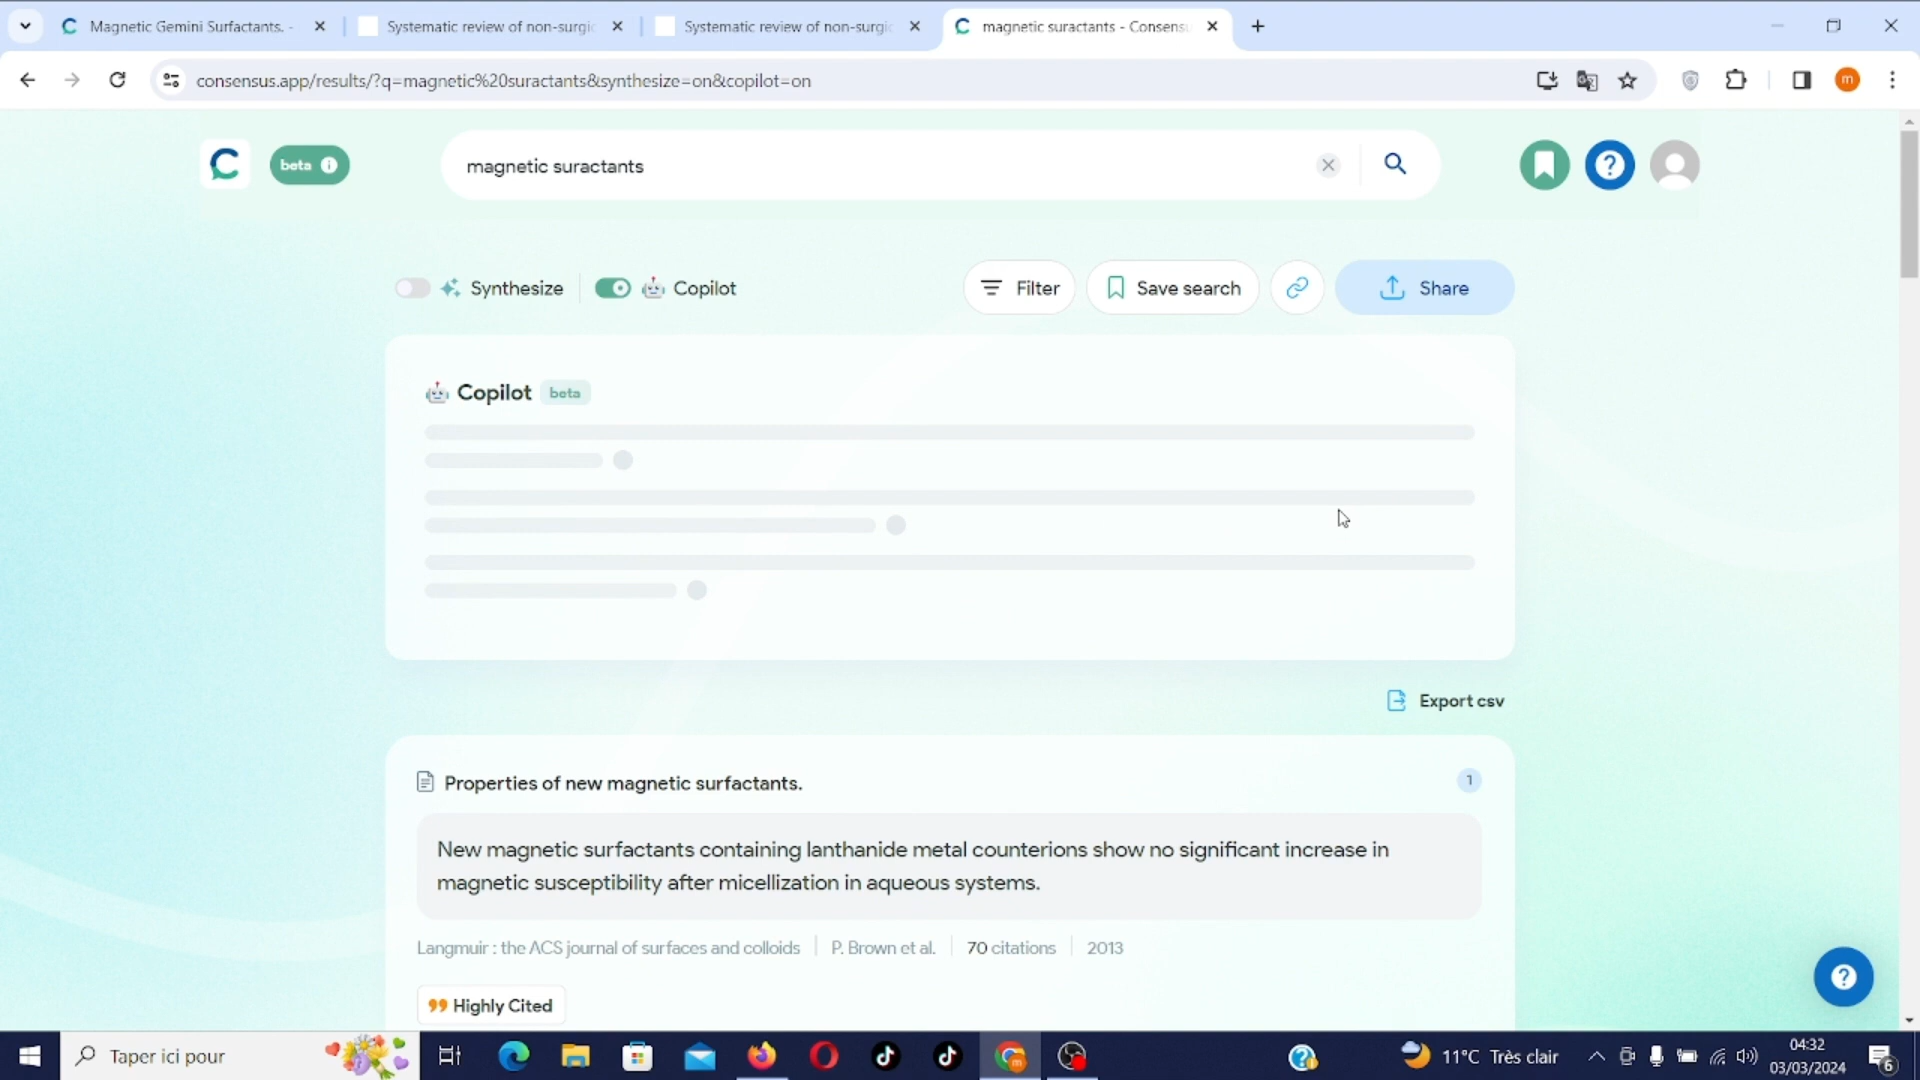 Magnetic Gemini Surfactants. -
Systematic review of non-surgic
Systematic review of non-surgic
magnetic suractants - Consensu
consensus.app/results/?q=magnetic%20suractants&synthesize=on&copilot=on
m
beta
magnetic suractants
Synthesize
Copilot
Filter
Save search
Share
Copilot beta
Export csv
Properties of new magnetic surfactants.
1
New magnetic surfactants containing lanthanide metal counterions show no significant increase in
magnetic susceptibility after micellization in aqueous systems.
Langmuir : the ACS journal of surfaces and colloids
P. Brown et al.
70 citations
2013
Highly Cited
Taper ici pour
11°C Très clair
04:32
03/03/2024
6